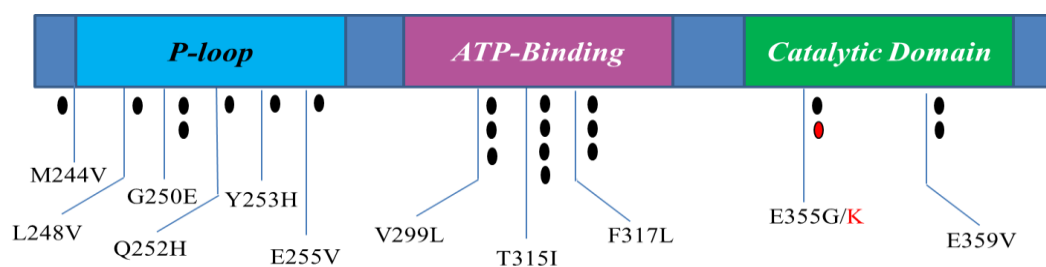 P-loop
ATP-Binding
Catalytic Domain
M244V
L248V
G250E
Q252H
Y253H
E255V
V299L
T315I
F317L
E355G/K
E359V